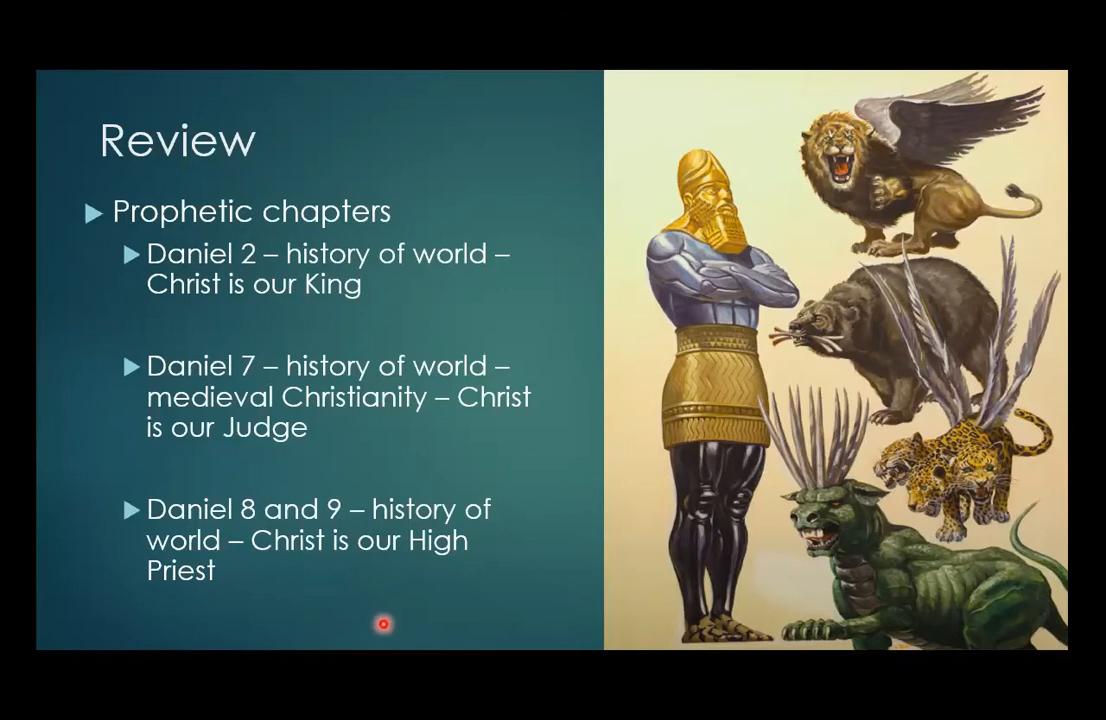 Review
Prophetic chapters
Daniel 2 – history of world –
Christ is our King
Daniel 7 – history of world –
medieval Christianity – Christ
is our Judge
Daniel 8 and 9 – history of
world – Christ is our High
Priest